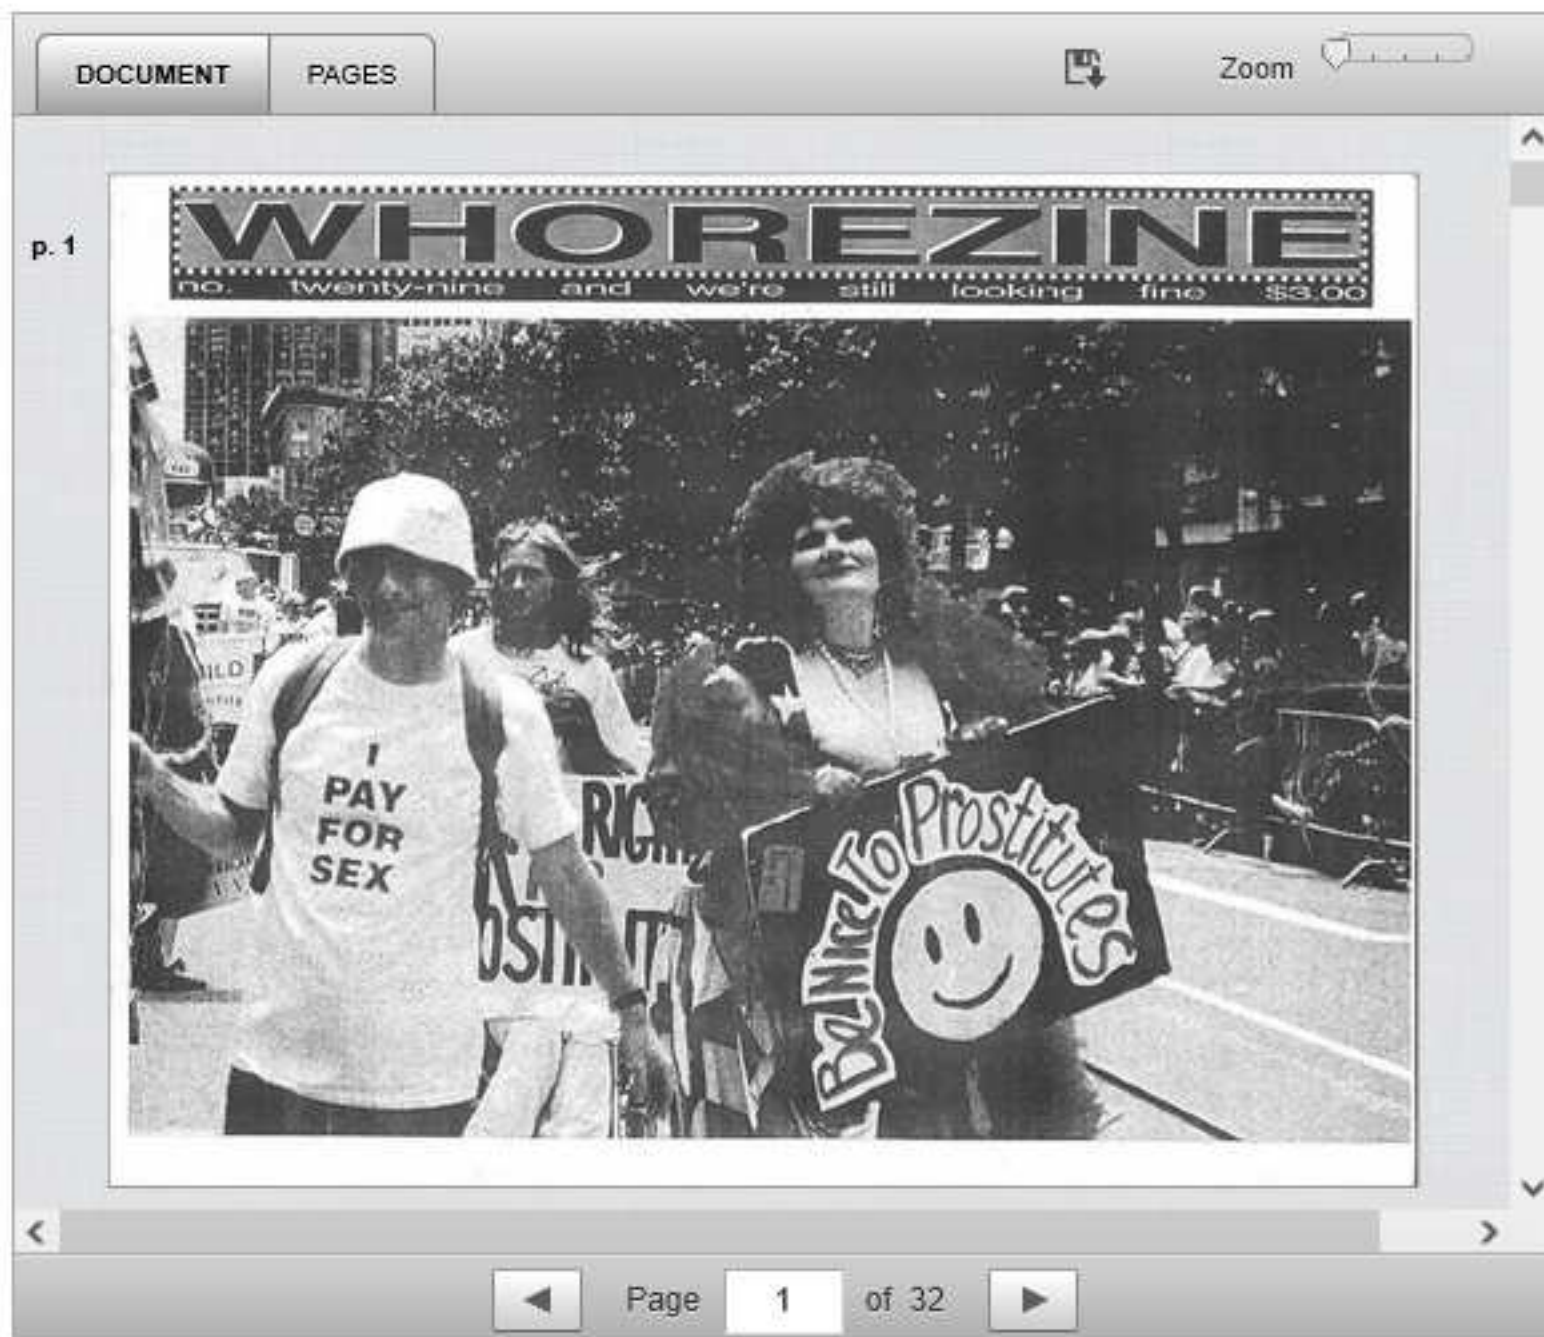 DOCUMENT
PAGES
Zoom
p. 1
WHOREZINE
no. twenty-nine and we're still looking fine $3.00
I
PAY
FOR
SEX
Be Nice To Prostitutes
Page 1 of 32